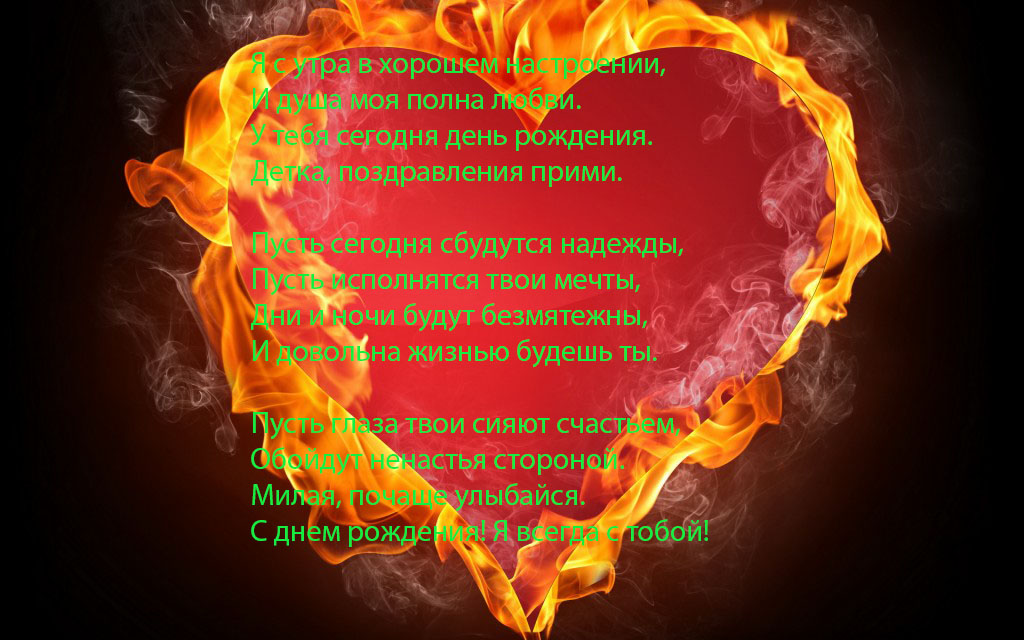 Я с утра в хорошем настроении,
И душа моя полна любви.
У тебя сегодня день рождения.
Детка, поздравления прими.

Пусть сегодня сбудутся надежды,
Пусть исполнятся твои мечты,
Дни и ночи будут безмятежны,
И довольна жизнью будешь ты.

Пусть глаза твои сияют счастьем,
Обойдут ненастья стороной.
Милая, почаще улыбайся.
С днем рождения! Я всегда с тобой!